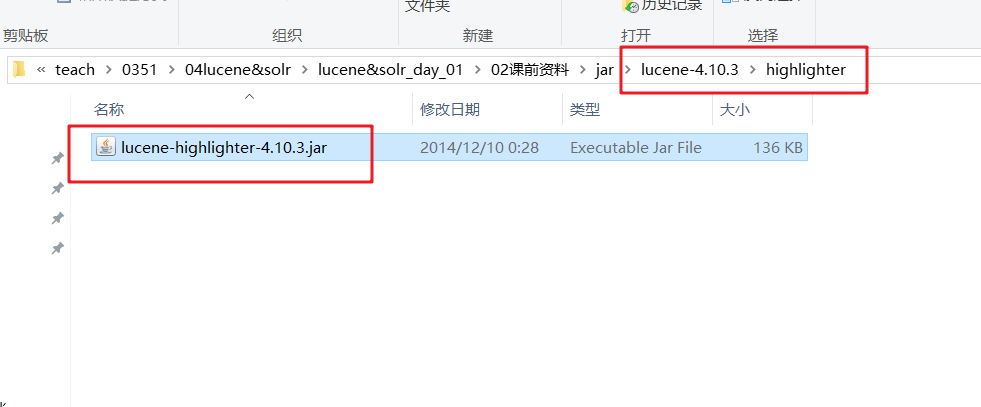 文件夹
历史记录
剪贴板 组织 新建 打开 选择
« teach > 0351 > 04lucene&solr > lucene&solr_day_01 > 02课前资料 > jar > lucene-4.10.3 > highlighter
名称 修改日期 类型 大小
lucene-highlighter-4.10.3.jar 2014/12/10 0:28 Executable Jar File 136 KB